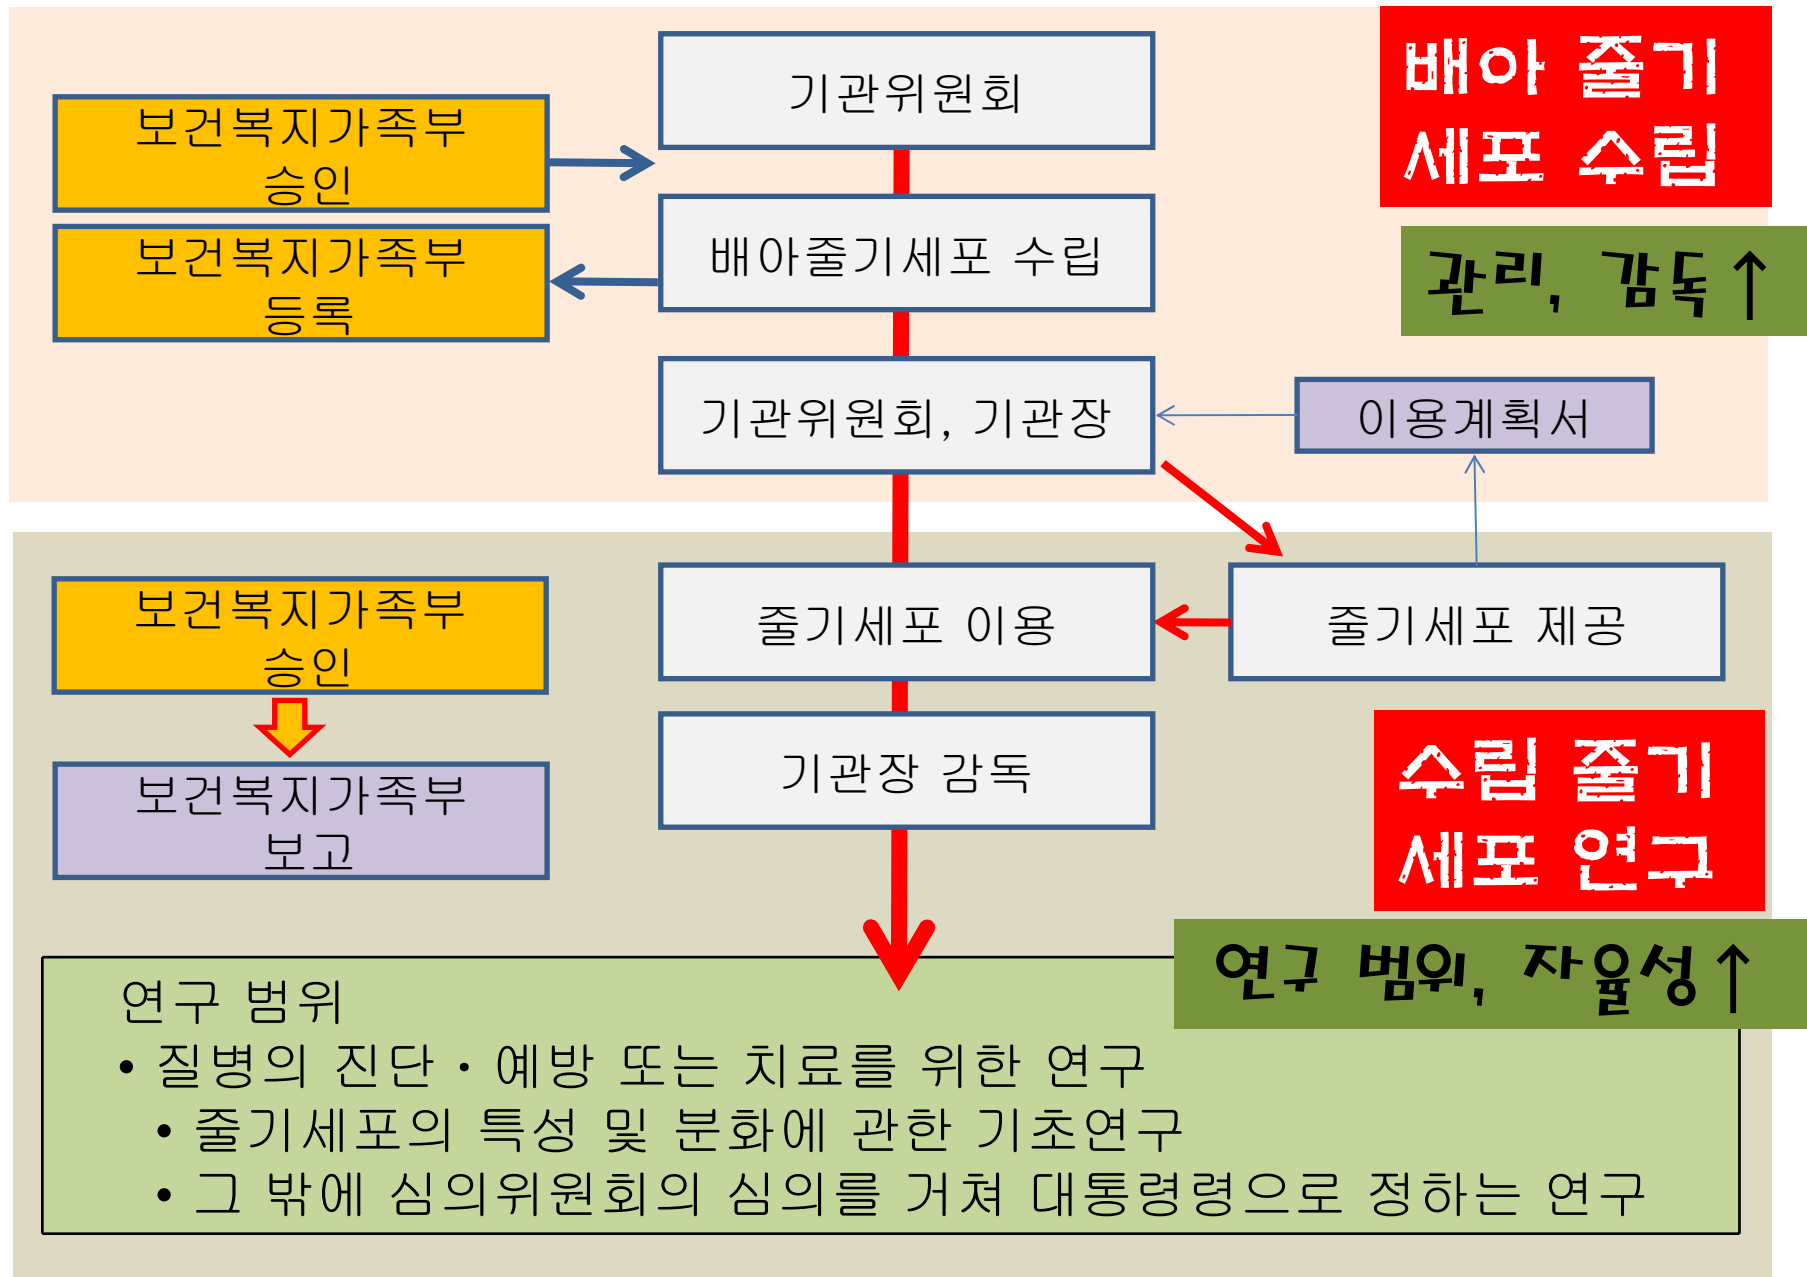 기관위원회
배아 줄기
세포 수립
보건복지가족부
승인
배아줄기세포 수립
관리, 감독↑
보건복지가족부
등록
기관위원회, 기관장
이용계획서
보건복지가족부
승인
줄기세포 이용
줄기세포 제공
기관장 감독
수립 줄기
세포 연구
보건복지가족부
보고
연구 범위, 자율성↑
연구 범위
• 질병의 진단 · 예방 또는 치료를 위한 연구
• 줄기세포의 특성 및 분화에 관한 기초연구
• 그 밖에 심의위원회의 심의를 거쳐 대통령령으로 정하는 연구